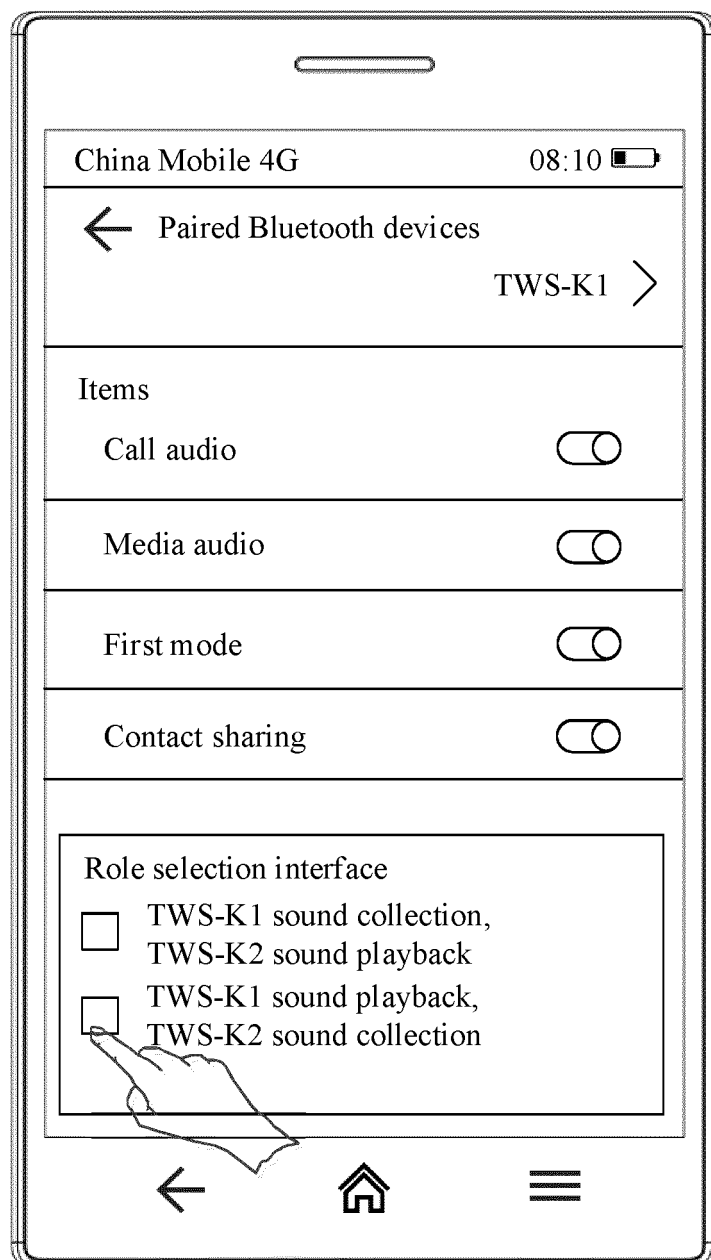 China Mobile 4G 08:10
Paired Bluetooth devices
TWS-K1
Items
Call audio
Media audio
First mode
Contact sharing
Role selection interface
TWS-K1 sound collection,
TWS-K2 sound playback
TWS-K1 sound playback,
TWS-K2 sound collection